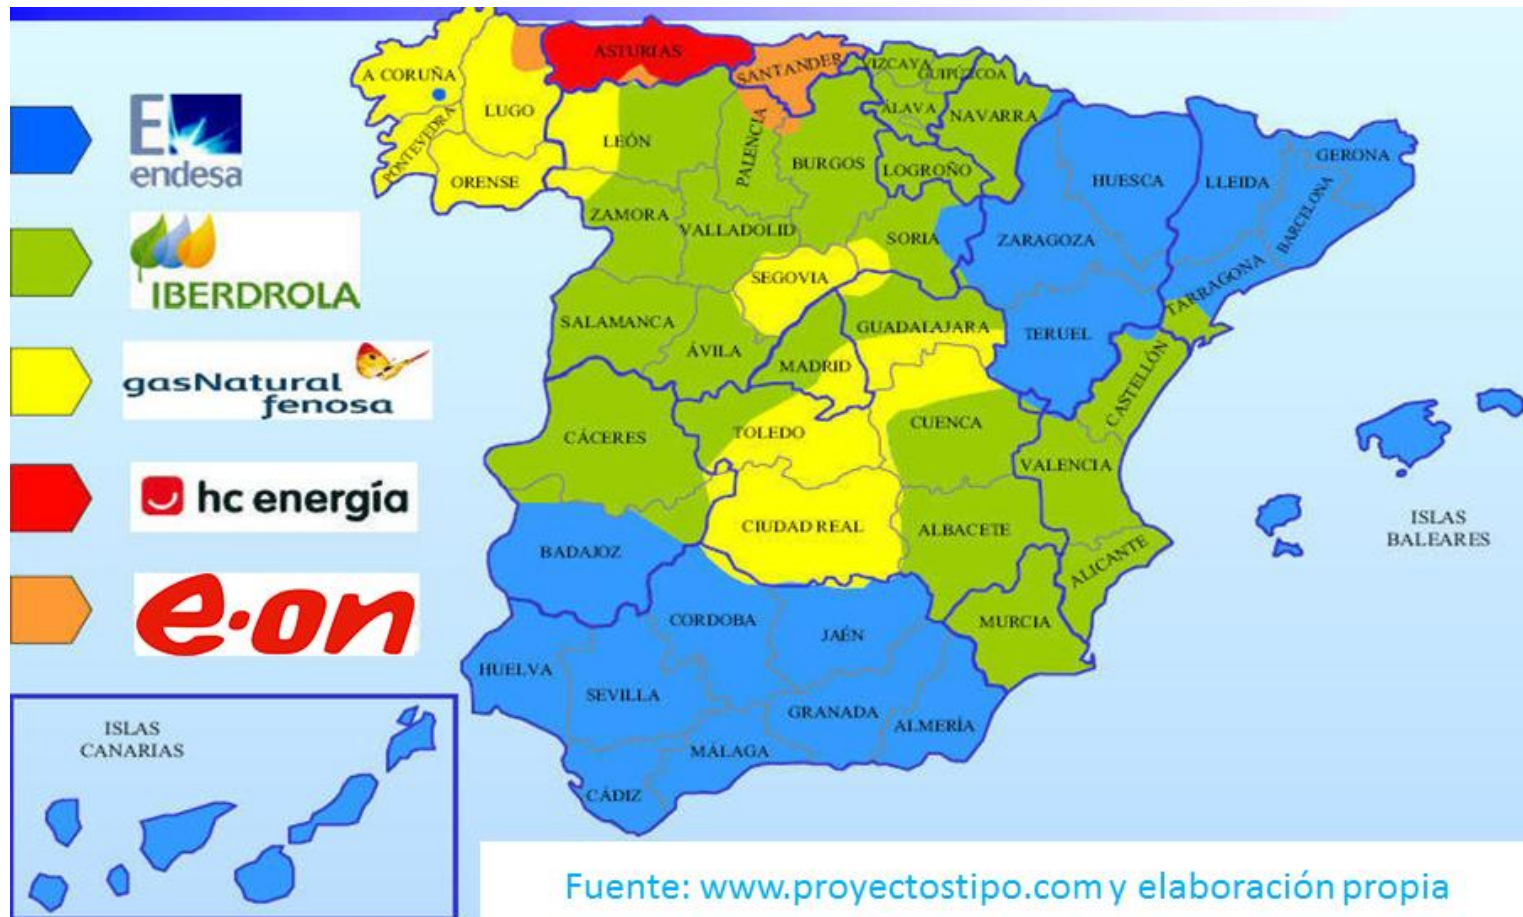 ASTURIAS
SANTANDER
VIZCAYA
GUIPÚZCOA
A CORUÑA
LUGO
ÁLAVA
NAVARRA
PONTEVEDRA
LEÓN
PALENCIA
BURGOS
LOGROÑO
ORENSE
HUESCA
LLEIDA
GERONA
BARCELONA
ZAMORA
VALLADOLID
SORIA
ZARAGOZA
TARRAGONA
SEGOVIA
SALAMANCA
ÁVILA
MADRID
GUADALAJARA
TERUEL
CASTELLÓN
CÁCERES
TOLEDO
CUENCA
VALENCIA
CIUDAD REAL
ALBACETE
ALICANTE
BADAJOZ
CORDOBA
JAÉN
MURCIA
HUELVA
SEVILLA
GRANADA
ALMERÍA
MÁLAGA
CÁDIZ
ISLAS
BALEARES
E
endesa
IBERDROLA
gasNatural
fenosa
hc energía
e·on
ISLAS
CANARIAS
Fuente: www.proyectostipo.com y elaboración propia